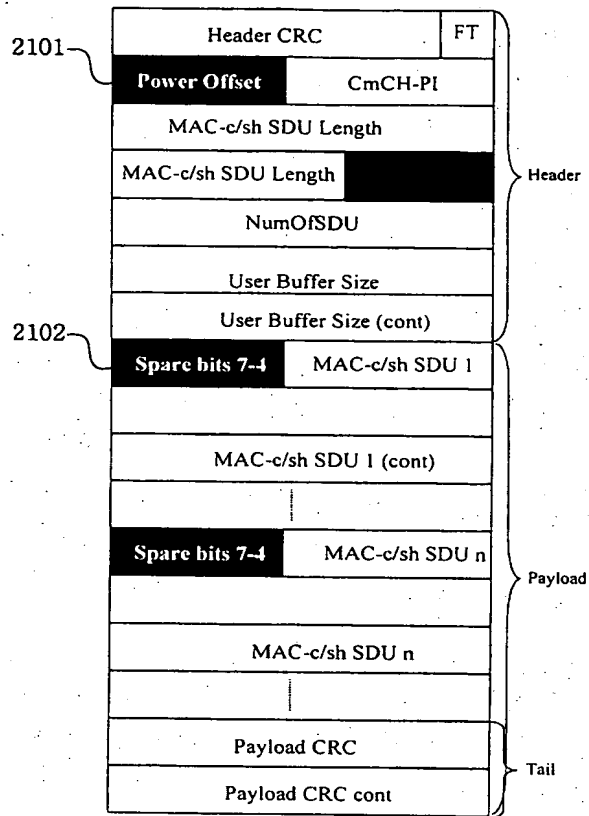 Header CRC FT
2101
Power Offset CmCH-PI
MAC-c/sh SDU Length
MAC-c/sh SDU Length
Header
NumOfSDU
User Buffer Size
User Buffer Size (cont)
2102
Spare bits 7-4 MAC-c/sh SDU 1
MAC-c/sh SDU 1 (cont)
Spare bits 7-4 MAC-c/sh SDU n
Payload
MAC-c/sh SDU n
Payload CRC
Tail
Payload CRC cont